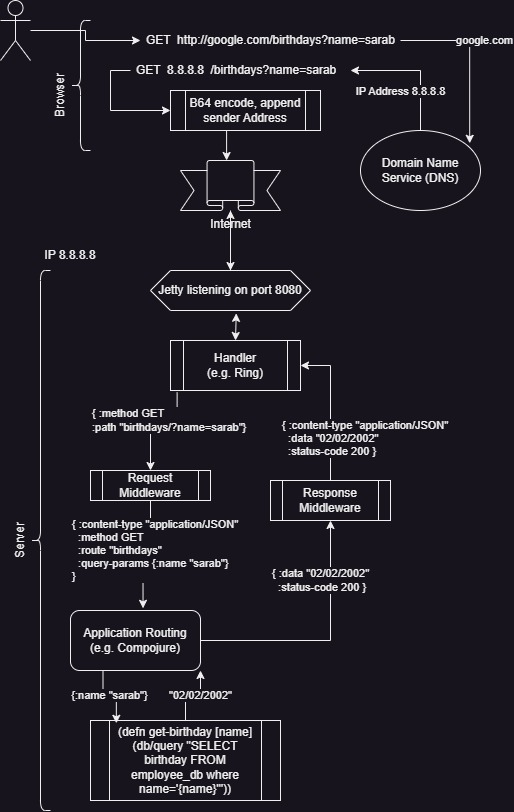 GET  http://google.com/birthdays?name=sarab
google.com
GET  8.8.8.8  /birthdays?name=sarab
IP Address 8.8.8.8
Browser
B64 encode, append
sender Address
Domain Name
Service (DNS)
Internet
IP 8.8.8.8
Jetty listening on port 8080
Handler
(e.g. Ring)
{ :method GET
:path "birthdays/?name=sarab"}
{ :content-type "application/JSON"
:data "02/02/2002"
:status-code 200 }
Request
Middleware
Response
Middleware
Server
{ :content-type "application/JSON"
:method GET
:route "birthdays"
:query-params {:name "sarab"}
}
{ :data "02/02/2002"
:status-code 200 }
Application Routing
(e.g. Compojure)
{:name "sarab"}
"02/02/2002"
(defn get-birthday [name]
(db/query "SELECT
birthday FROM
employee_db where
name='{name}'"))